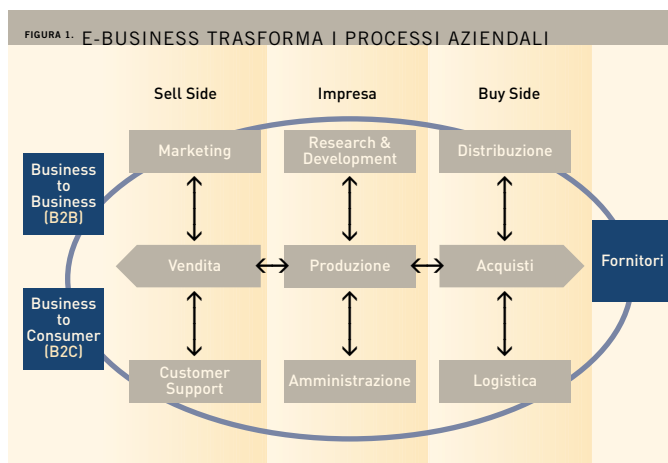 FIGURA 1. E-BUSINESS TRASFORMA I PROCESSI AZIENDALI
Sell Side
Impresa
Buy Side
Marketing
Research &
Development
Distribuzione
Business
to
Business
(B2B)
Vendita
Produzione
Acquisti
Fornitori
Business
to
Consumer
(B2C)
Customer
Support
Amministrazione
Logistica